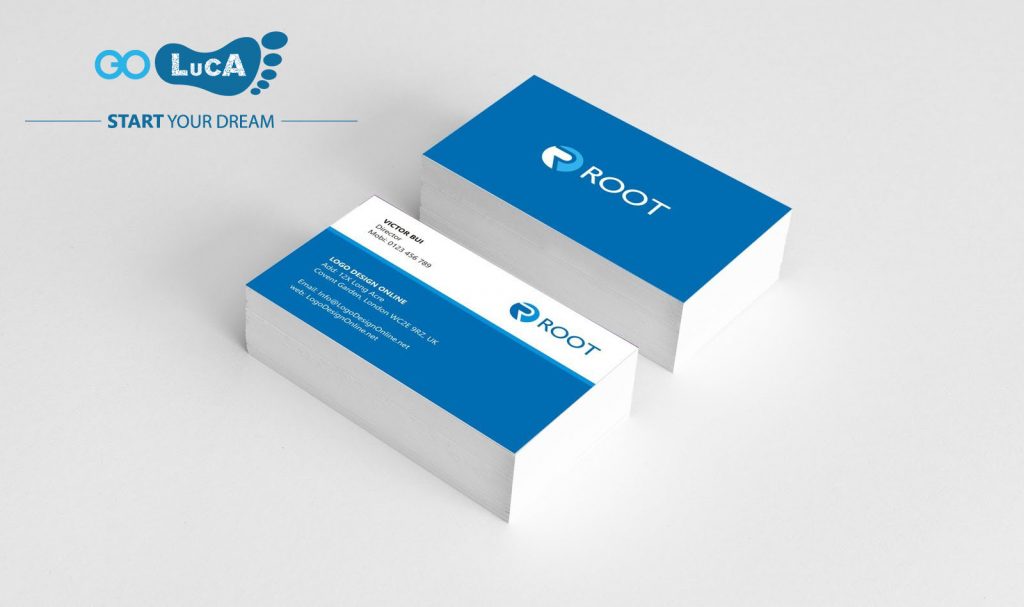 GO LUCA
START YOUR DREAM
ROOT
VICTOR BUI
Director
Mobi: 0123 456 789
LOGO DESIGN ONLINE
Add: 12X Long Acre
Covent Garden, London WC2E 9RZ, UK
Email: Info@LogoDesignOnline.net
web: LogoDesignOnline.net
ROOT